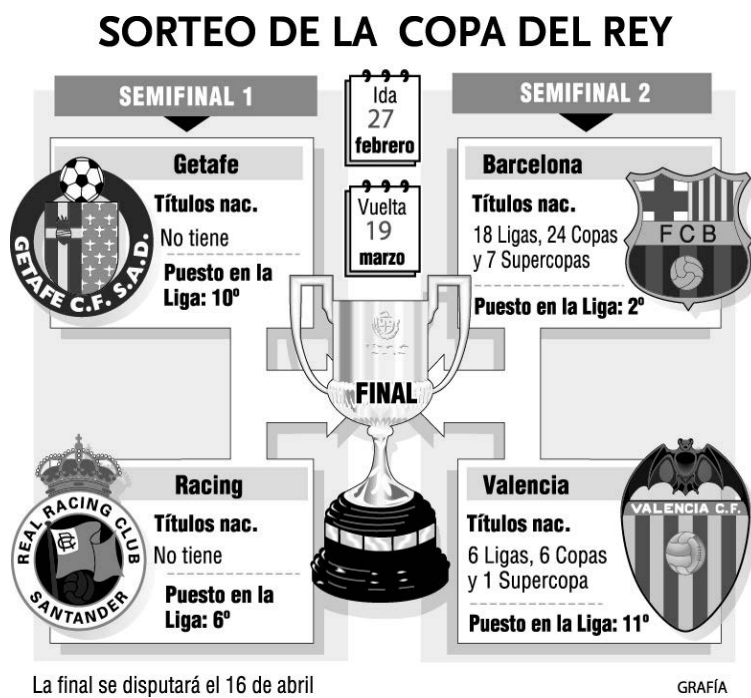 SORTEO DE LA COPA DEL REY
SEMIFINAL 1
Getafe
Títulos nac.
No tiene
Puesto en la
Liga: 10º
GETAFE C.F. S.A.D.
Racing
Títulos nac.
No tiene
Puesto en la
Liga: 6º
REAL RACING CLUB
SANTANDER
Ida
27
febrero
Vuelta
19
marzo
FINAL
SEMIFINAL 2
Barcelona
Títulos nac.
18 Ligas, 24 Copas
y 7 Supercopas
Puesto en la Liga: 2º
FCB
Valencia
Títulos nac.
6 Ligas, 6 Copas
y 1 Supercopa
Puesto en la Liga: 11º
VALENCIA C.F.
La final se disputará el 16 de abril
GRAFÍA